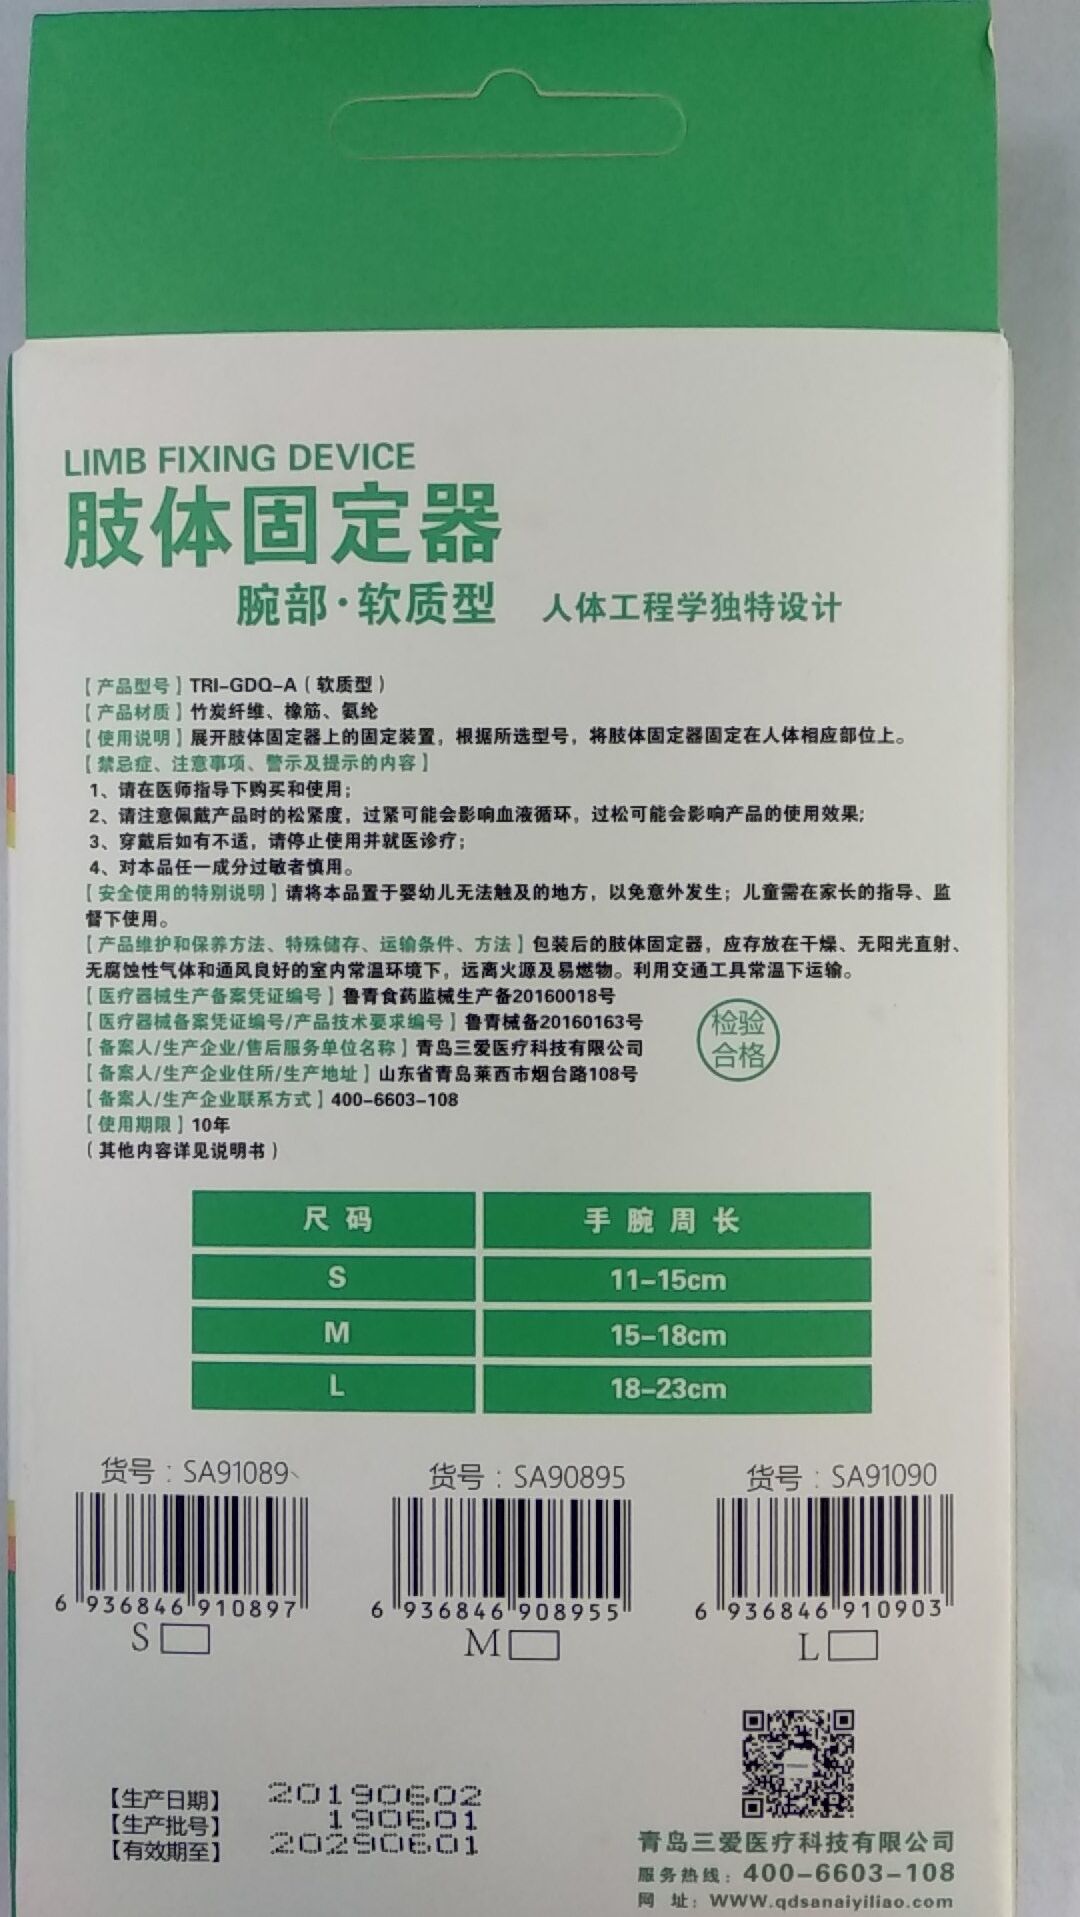 LIMB FIXING DEVICE
肢体固定器
腕部·软质型 人体工程学独特设计
【产品型号】TRI-GDQ-A（软质型）
【产品材质】竹炭纤维、橡筋、氨纶
【使用说明】展开肢体固定器上的固定装置，根据所选型号，将肢体固定器固定在人体相应部位上。
【禁忌症、注意事项、警示及提示的内容】
1、请在医师指导下购买和使用；
2、请注意佩戴产品时的松紧度，过紧可能会影响血液循环，过松可能会影响产品的使用效果；
3、穿戴后如有不适，请停止使用并就医诊疗；
4、对本品任一成分过敏者慎用。
【安全使用的特别说明】请将本品置于婴幼儿无法触及的地方，以免意外发生；儿童需在家长的指导、监
督下使用。
【产品维护和保养方法、特殊储存、运输条件、方法】包装后的肢体固定器，应存放在干燥、无阳光直射、
无腐蚀性气体和通风良好的室内常温环境下，远离火源及易燃物。利用交通工具常温下运输。
【医疗器械生产备案凭证编号】鲁青食药监械生产备20160018号
【医疗器械备案凭证编号/产品技术要求编号】鲁青械备20160163号
【备案人/生产企业/售后服务单位名称】青岛三爱医疗科技有限公司
【备案人/生产企业住所/生产地址】山东省青岛莱西市烟台路108号
【备案人/生产企业联系方式】400-6603-108
【使用期限】10年
（其他内容详见说明书）
检验
合格
尺码 手腕周长
S 11-15cm
M 15-18cm
L 18-23cm
货号：SA91089、 货号：SA90895 货号：SA91090
6 936846 910897 6 936846 908955 6 936846 910903
S M L
【生产日期】 20190602
【生产批号】 190601
【有效期至】 20290601
青岛三爱医疗科技有限公司
服务热线：400-6603-108
网 址：WWW.qdsanaiyiliao.com